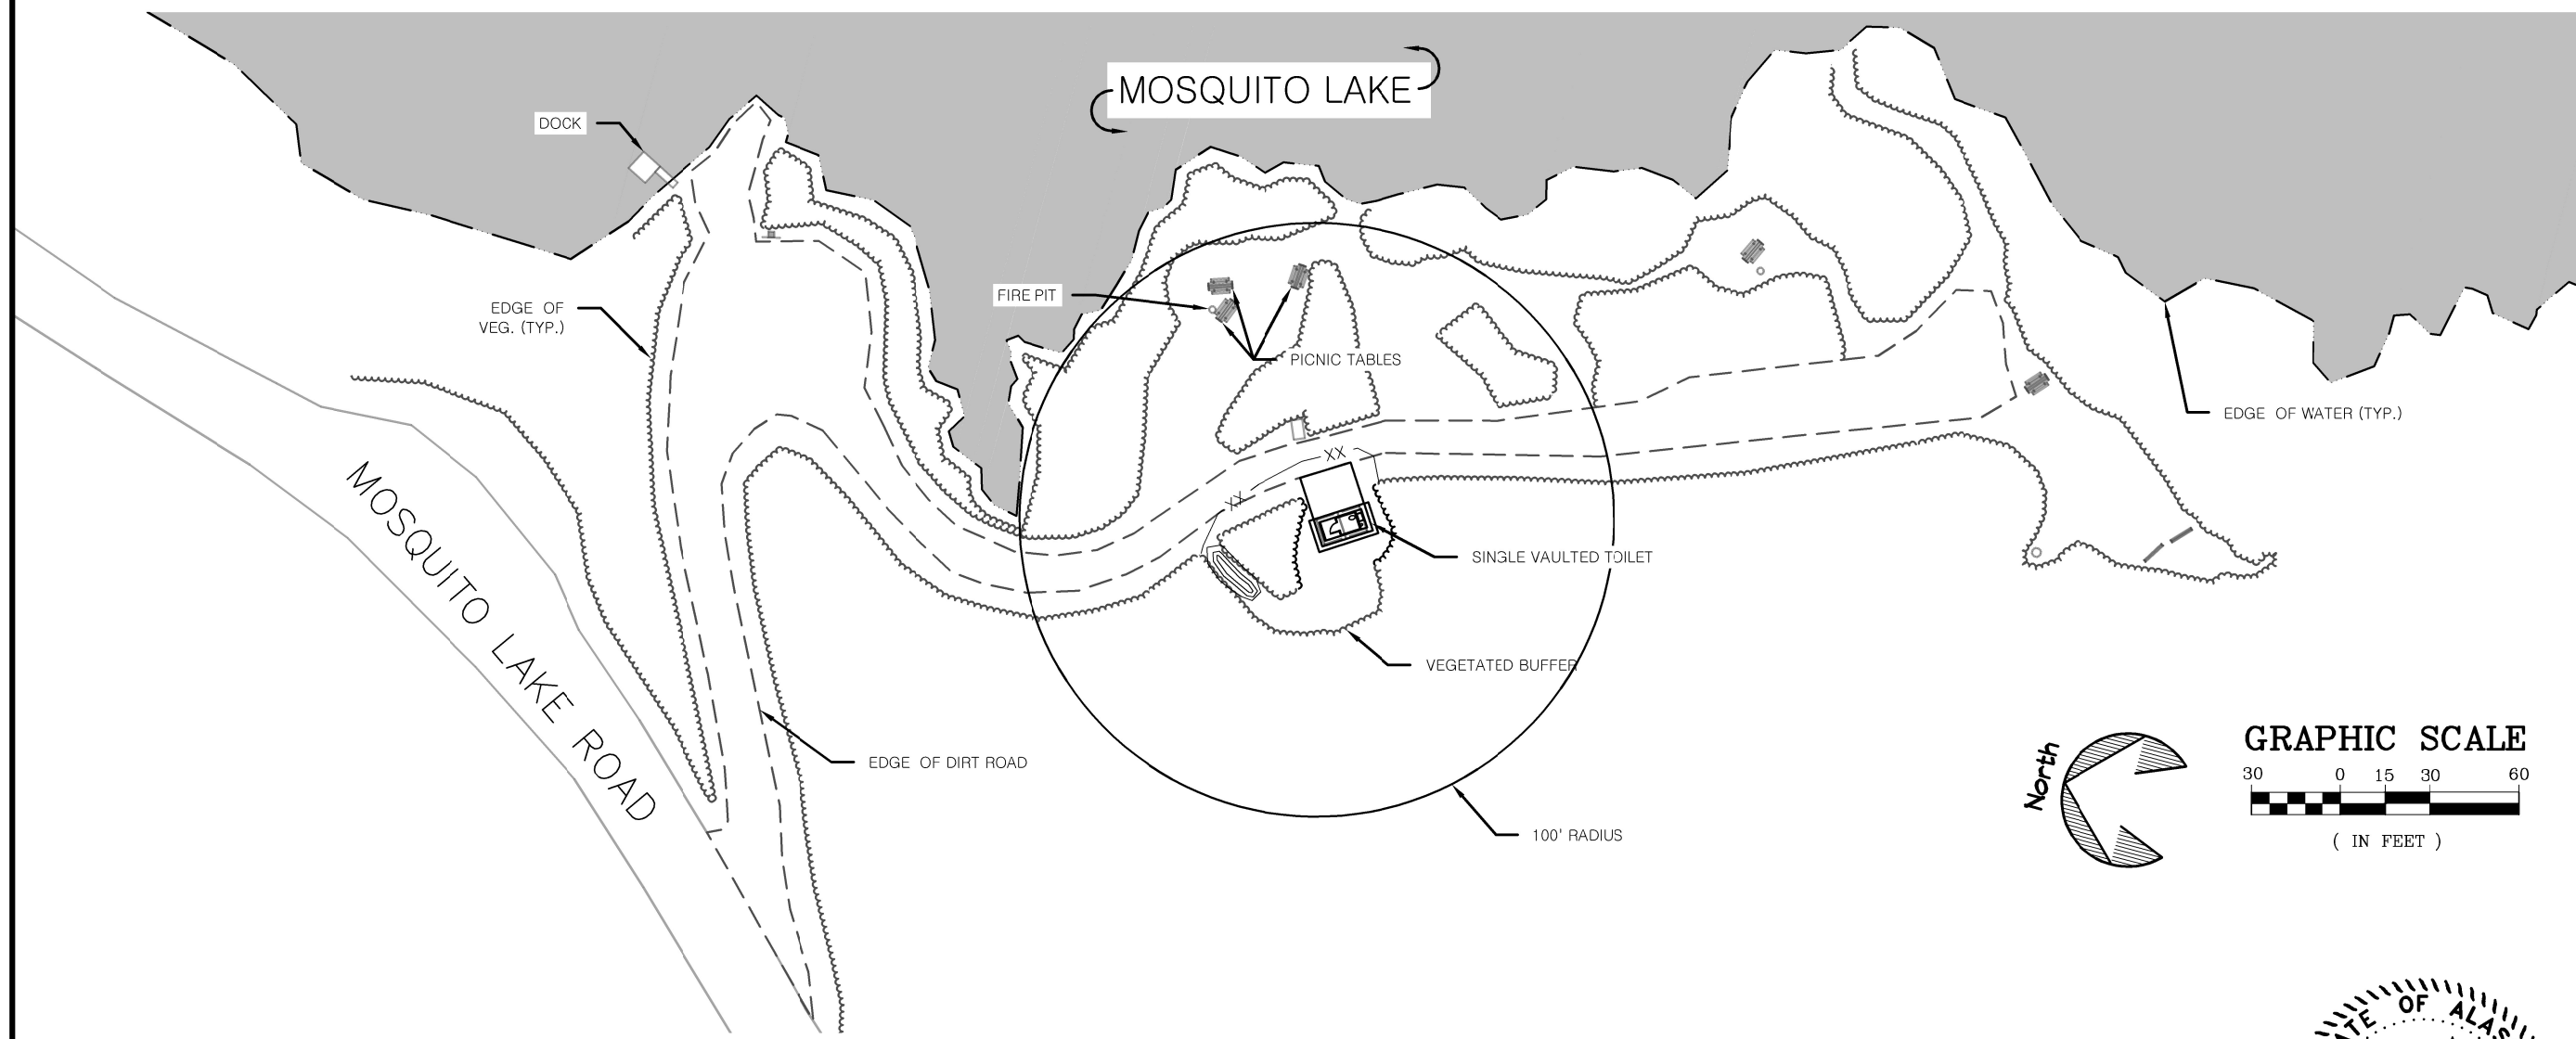 MOSQUITO LAKE
DOCK
FIRE PIT
EDGE OF
VEG. (TYP.)
PICNIC TABLES
EDGE OF WATER (TYP.)
XX
XX
MOSQUITO LAKE ROAD
SINGLE VAULTED TOILET
VEGETATED BUFFER
EDGE OF DIRT ROAD
100' RADIUS
North
GRAPHIC SCALE
30 0 15 30 60
( IN FEET )
OF